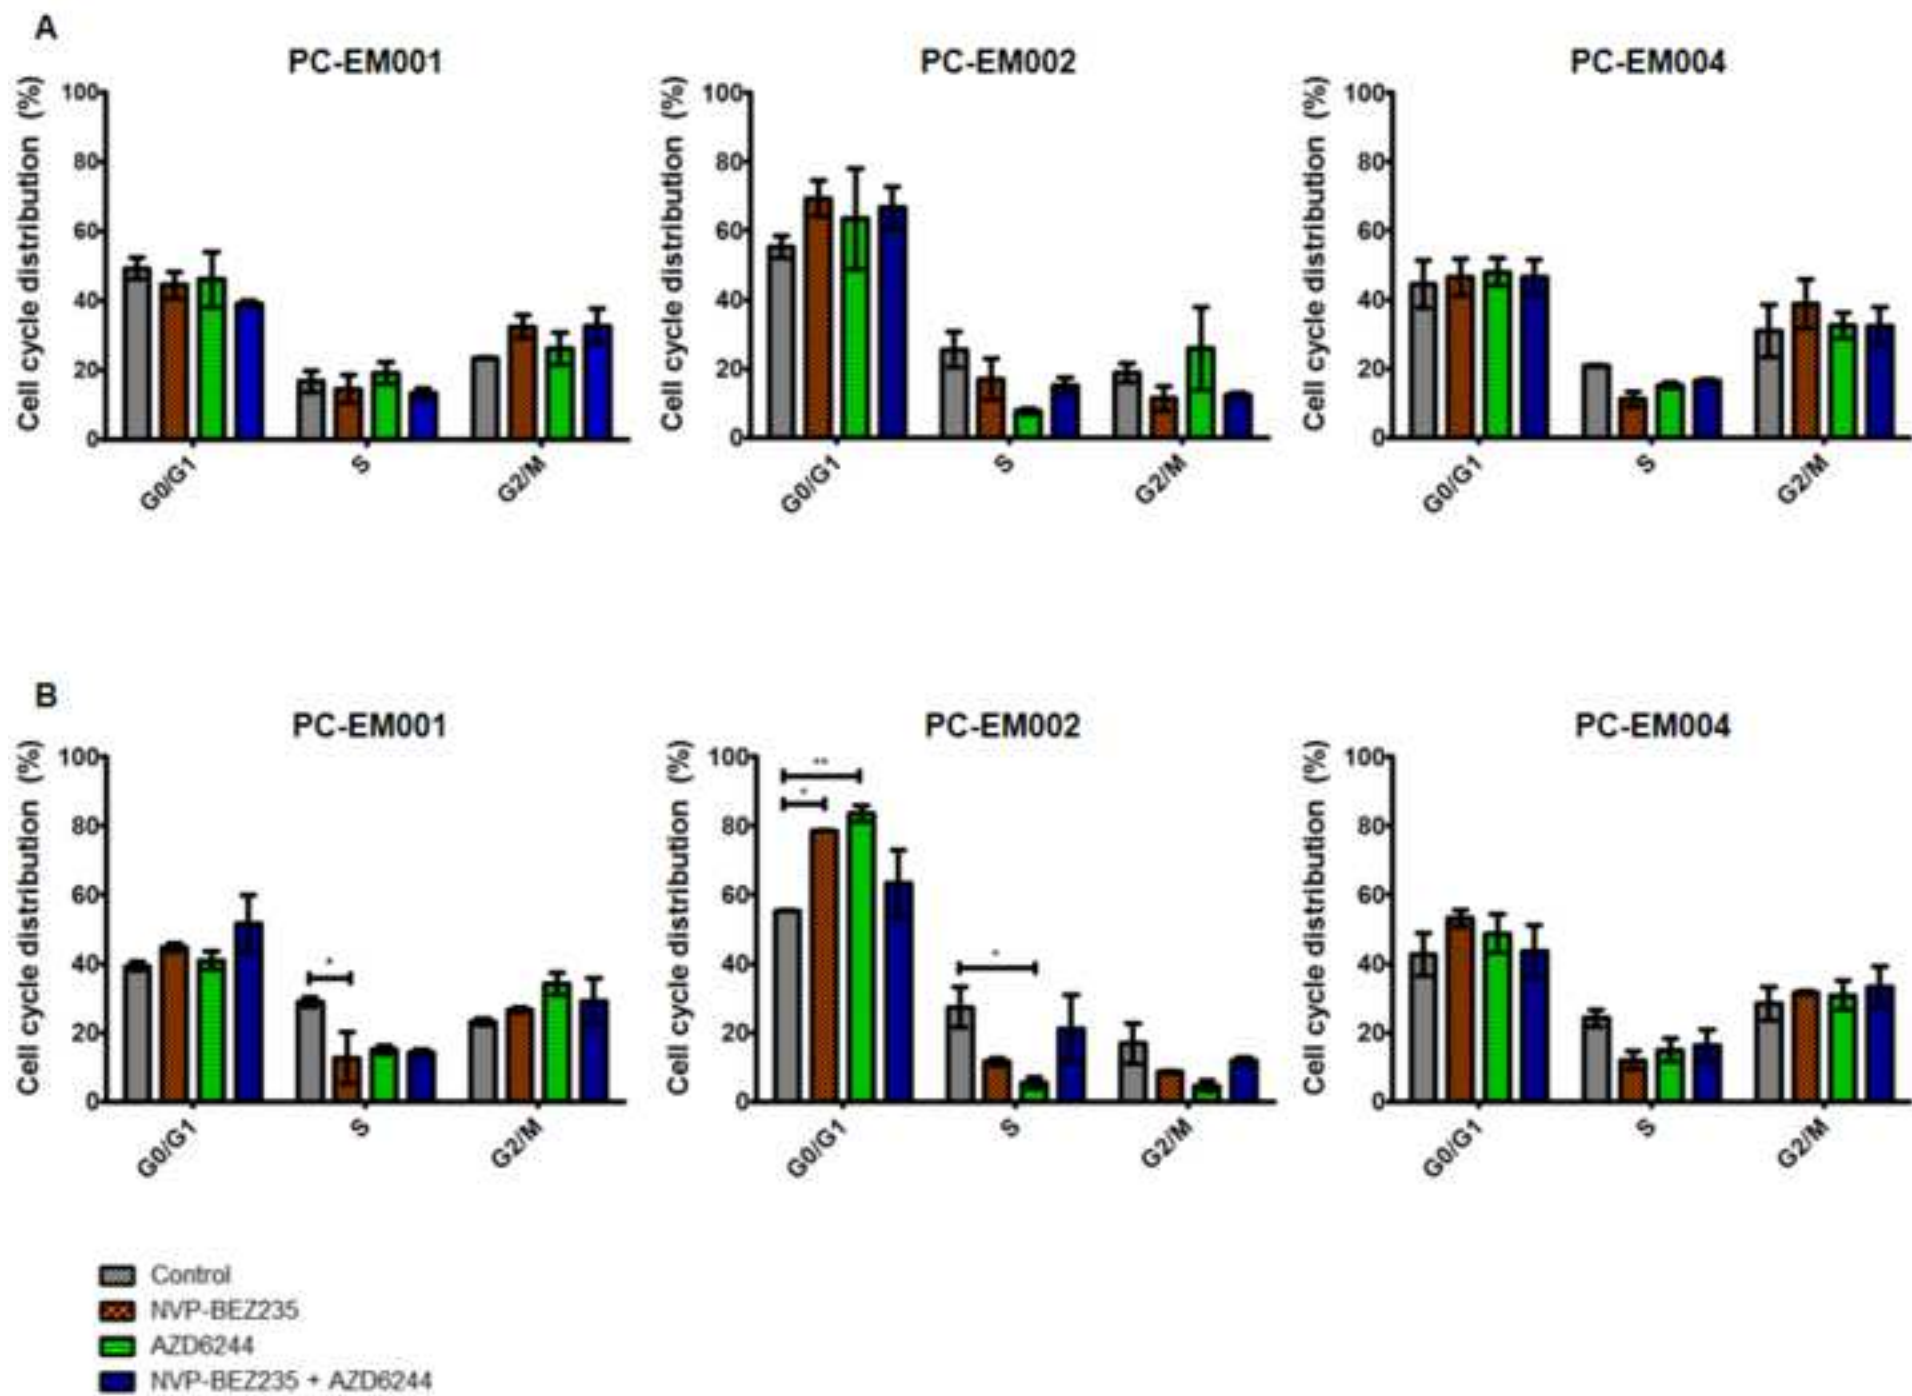 A
PC-EM001
PC-EM002
PC-EM004
Cell cycle distribution (%)
100
80
60
40
20
0
G0/G1
S
G2/M
Cell cycle distribution (%)
100
80
60
40
20
0
G0/G1
S
G2/M
Cell cycle distribution (%)
100
80
60
40
20
0
G0/G1
S
G2/M
B
PC-EM001
PC-EM002
PC-EM004
Cell cycle distribution (%)
100
80
60
40
20
0
*
G0/G1
S
G2/M
Cell cycle distribution (%)
100
80
60
40
20
0
**
*
*
G0/G1
S
G2/M
Cell cycle distribution (%)
100
80
60
40
20
0
G0/G1
S
G2/M
Control
NVP-BEZ235
AZD6244
NVP-BEZ235 + AZD6244